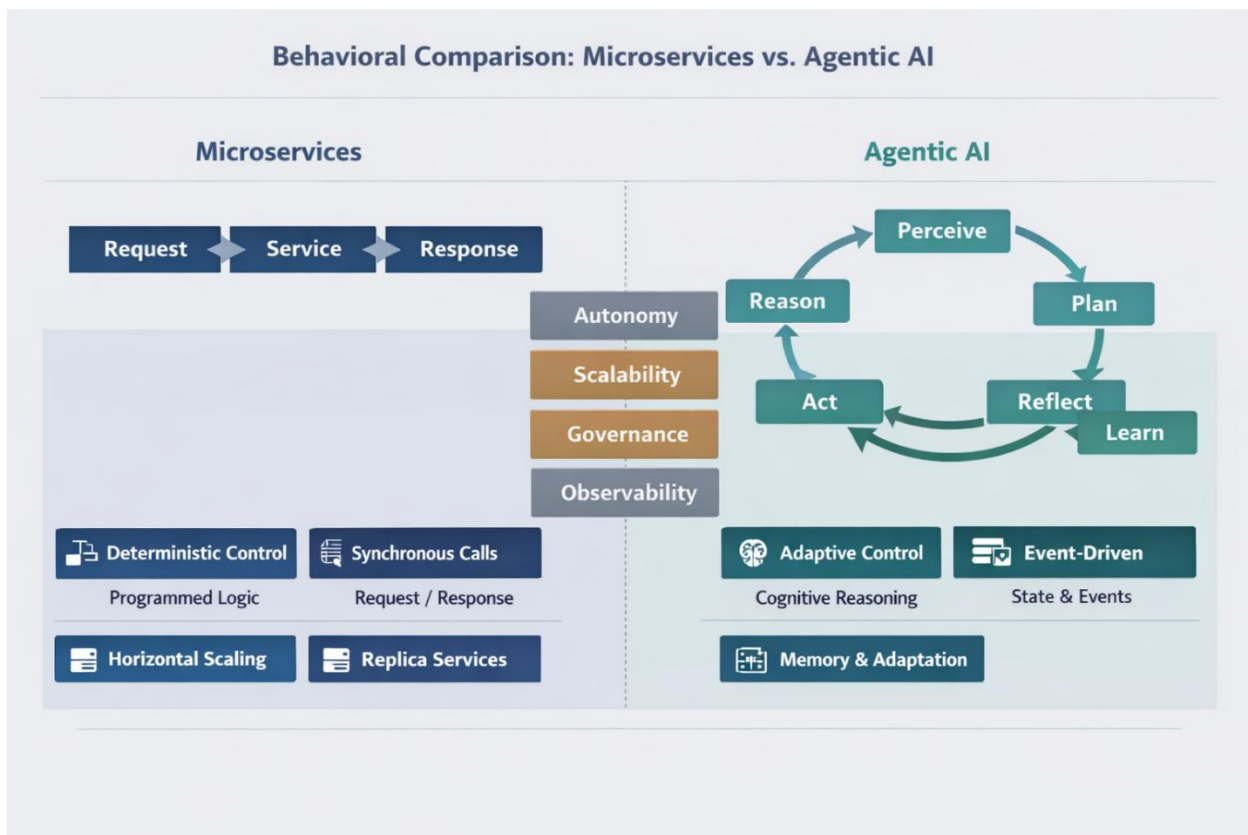 Behavioral Comparison: Microservices vs. Agentic AI
Microservices
Request
Service
Response
Agentic AI
Perceive
Reason
Plan
Act
Reflect
Learn
Autonomy
Scalability
Governance
Observability
Deterministic Control
Programmed Logic
Synchronous Calls
Request / Response
Horizontal Scaling
Replica Services
Adaptive Control
Cognitive Reasoning
Event-Driven
State & Events
Memory & Adaptation